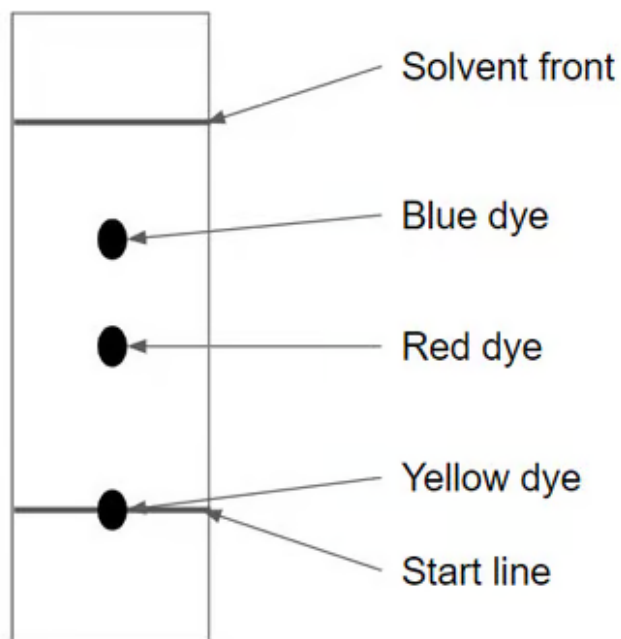 Solvent front
Blue dye
Red dye
Yellow dye
Start line